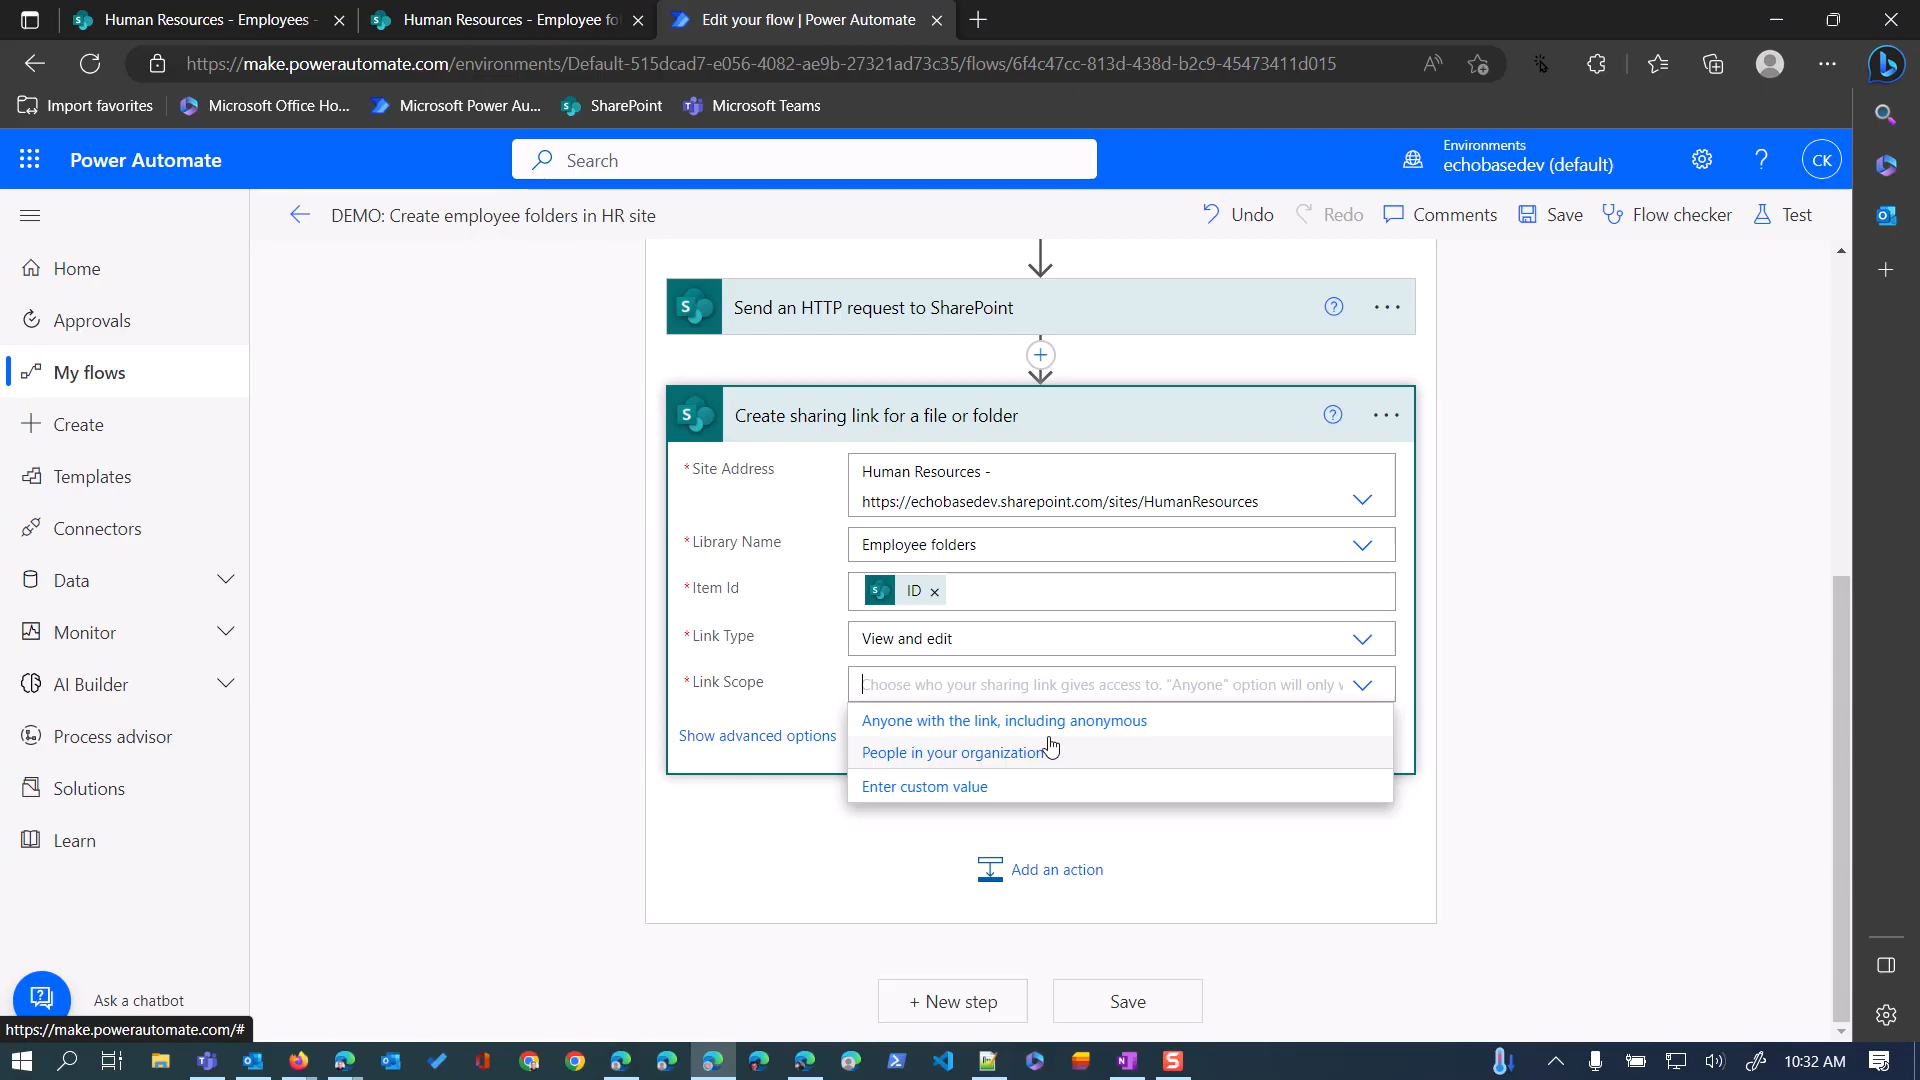 Human Resources - Employees -
Human Resources - Employee fo
Edit your flow | Power Automate
https://make.powerautomate.com/environments/Default-515dcad7-e056-4082-ae9b-27321ad73c35/flows/6f4c47cc-813d-438d-b2c9-45473411d015
Import favorites
Microsoft Office Ho...
Microsoft Power Au...
SharePoint
Microsoft Teams
Power Automate
Search
Environments
echobasedev (default)
CK
DEMO: Create employee folders in HR site
Undo
Redo
Comments
Save
Flow checker
Test
Home
Approvals
My flows
Create
Templates
Connectors
Data
Monitor
AI Builder
Process advisor
Solutions
Learn
Ask a chatbot
https://make.powerautomate.com/#
Send an HTTP request to SharePoint
Create sharing link for a file or folder
* Site Address
Human Resources -
https://echobasedev.sharepoint.com/sites/HumanResources
* Library Name
Employee folders
* Item Id
ID
* Link Type
View and edit
* Link Scope
Choose who your sharing link gives access to. "Anyone" option will only
Anyone with the link, including anonymous
People in your organization
Enter custom value
Show advanced options
Add an action
+ New step
Save
10:32 AM